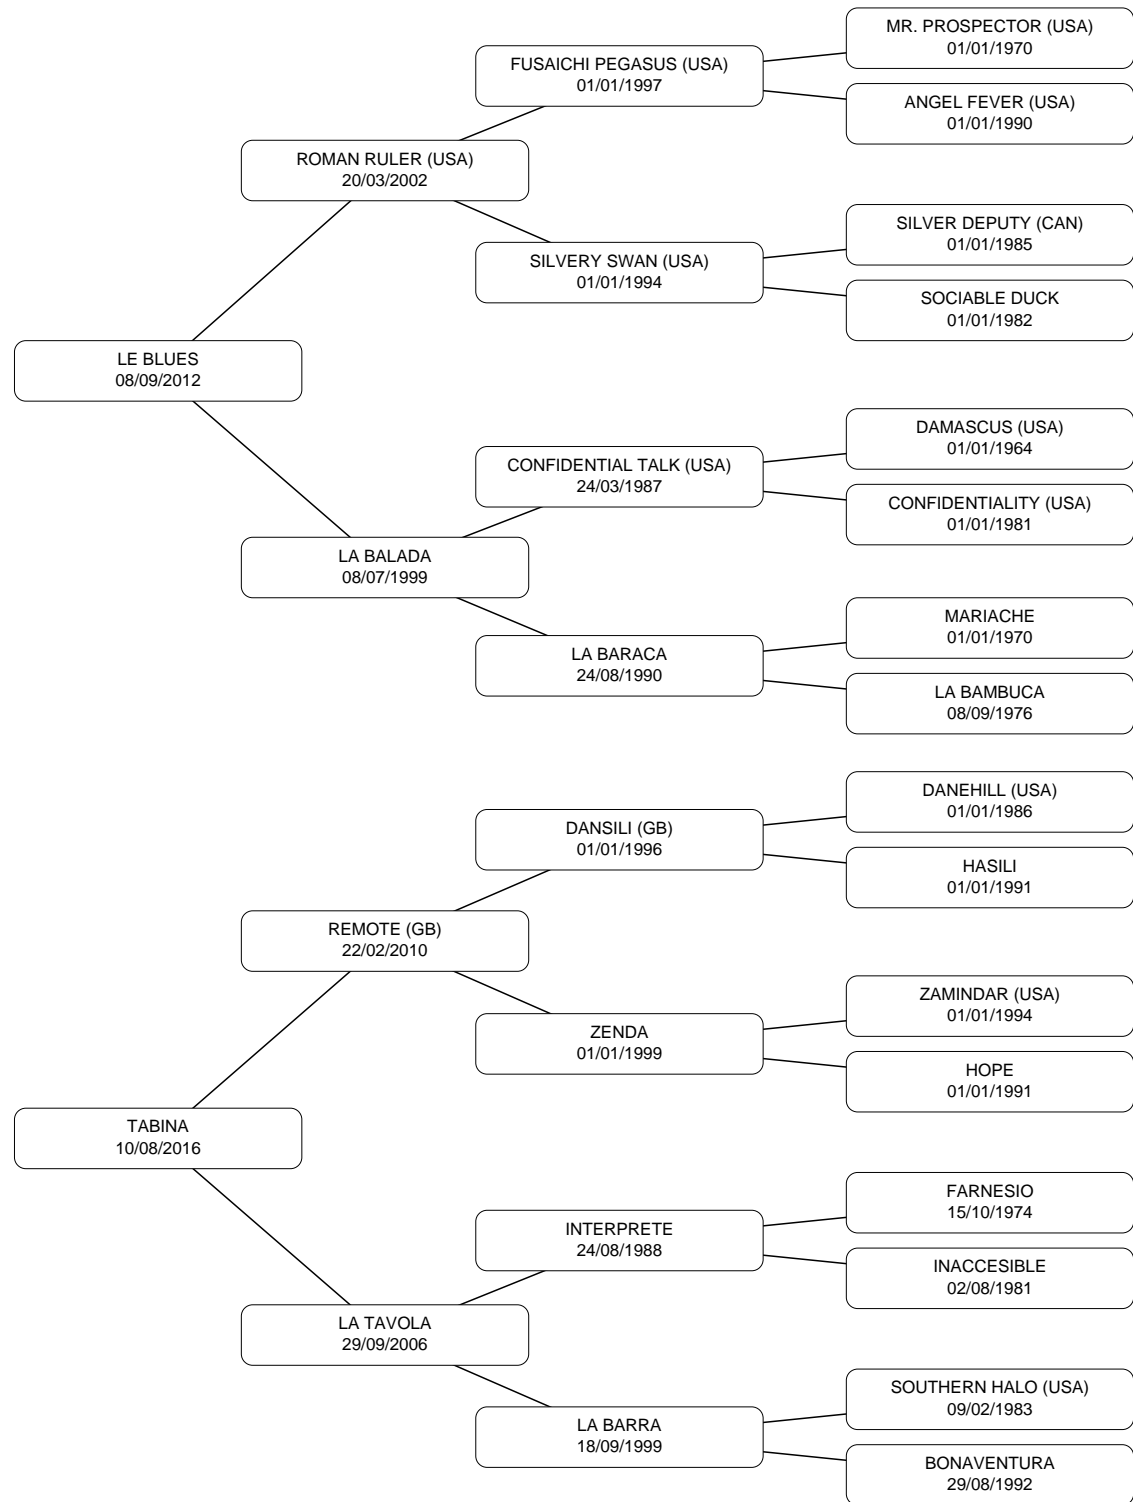 MR. PROSPECTOR (USA)
01/01/1970
FUSAICHI PEGASUS (USA)
01/01/1997
ANGEL FEVER (USA)
01/01/1990
ROMAN RULER (USA)
20/03/2002
SILVER DEPUTY (CAN)
01/01/1985
SILVERY SWAN (USA)
01/01/1994
SOCIABLE DUCK
01/01/1982
LE BLUES
08/09/2012
DAMASCUS (USA)
01/01/1964
CONFIDENTIAL TALK (USA)
24/03/1987
CONFIDENTIALITY (USA)
01/01/1981
LA BALADA
08/07/1999
MARIACHE
01/01/1970
LA BARACA
24/08/1990
LA BAMBUCA
08/09/1976
DANEHILL (USA)
01/01/1986
DANSILI (GB)
01/01/1996
HASILI
01/01/1991
REMOTE (GB)
22/02/2010
ZAMINDAR (USA)
01/01/1994
ZENDA
01/01/1999
HOPE
01/01/1991
TABINA
10/08/2016
FARNESIO
15/10/1974
INTERPRETE
24/08/1988
INACCESIBLE
02/08/1981
LA TAVOLA
29/09/2006
SOUTHERN HALO (USA)
09/02/1983
LA BARRA
18/09/1999
BONAVENTURA
29/08/1992